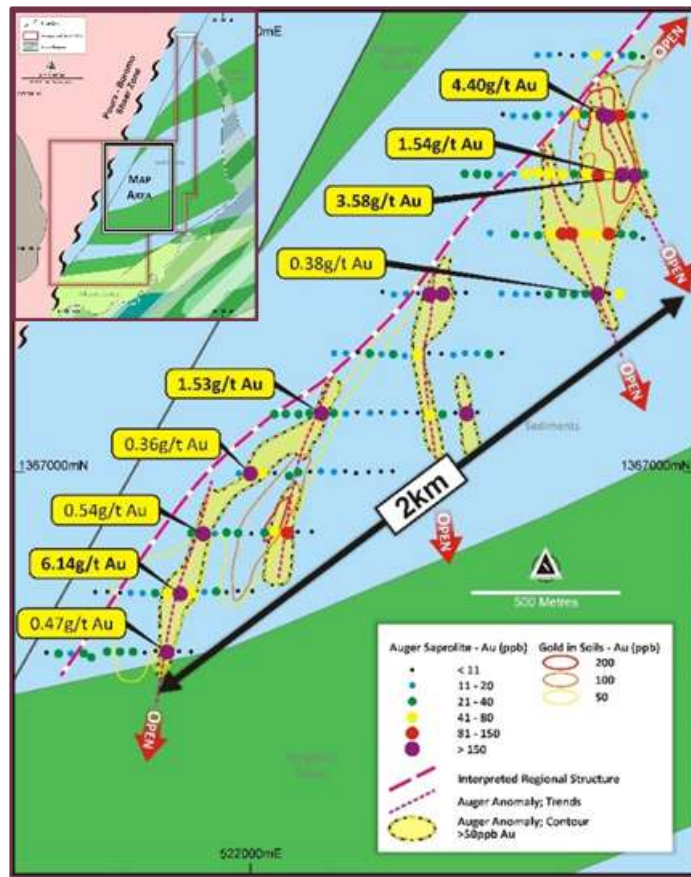 Poura - Boromo
Shear Zone
MAP
AREA
0mE
OPEN
4.40g/t Au
1.54g/t Au
3.58g/t Au
0.38g/t Au
OPEN
OPEN
1.53g/t Au
Sediments
0.36g/t Au
1367000mN
1367000mN
2km
0.54g/t Au
OPEN
6.14g/t Au
500 Metres
0.47g/t Au
OPEN
Auger Saprolite - Au (ppb)
< 11
11 - 20
21 - 40
41 - 80
81 - 150
> 150
Gold in Soils - Au (ppb)
200
100
50
Interpreted Regional Structure
Auger Anomaly; Trends
Auger Anomaly; Contour
>50ppb Au
522000mE